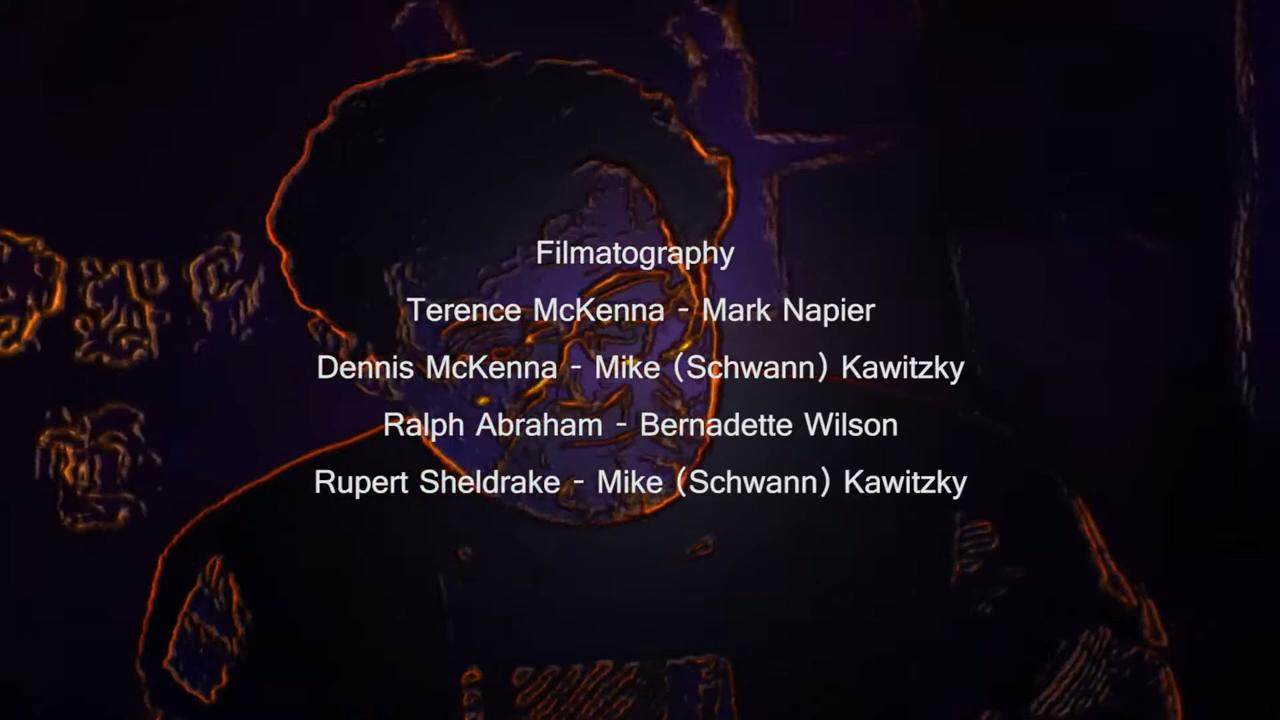 Filmatography
Terence McKenna - Mark Napier
Dennis McKenna - Mike (Schwann) Kawitzky
Ralph Abraham - Bernadette Wilson
Rupert Sheldrake - Mike (Schwann) Kawitzky